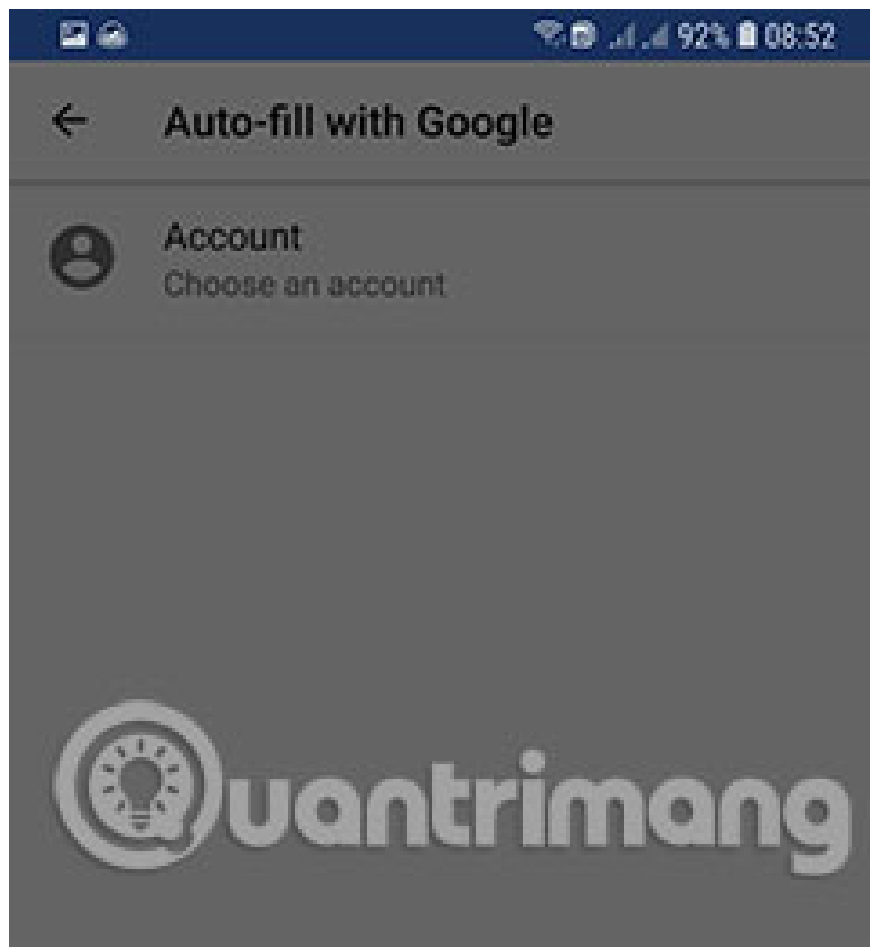 92% 08:52
Auto-fill with Google
Account
Choose an account
Quantrimang